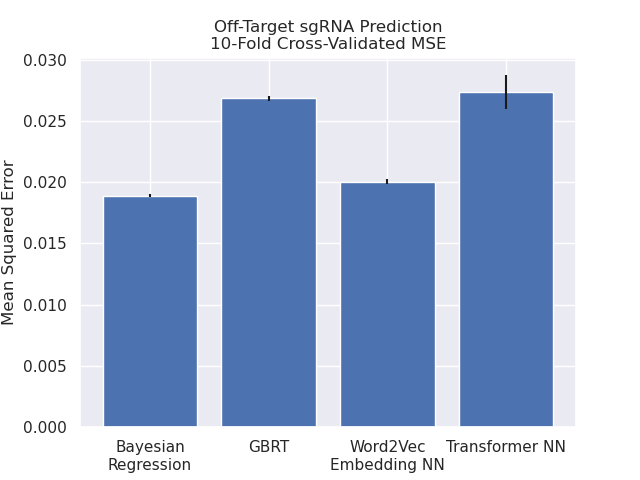 Off-Target sgRNA Prediction
10-Fold Cross-Validated MSE
Mean Squared Error
0.030
0.025
0.020
0.015
0.010
0.005
0.000
Bayesian
Regression
GBRT
Word2Vec
Embedding NN
Transformer NN